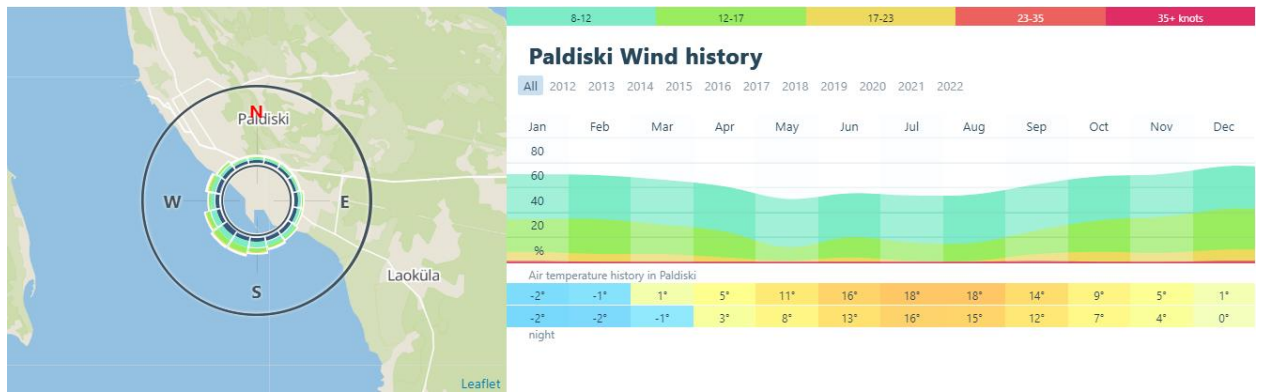 8-12 12-17 17-23 23-35 35+ knots
Paldiski Wind history
All 2012 2013 2014 2015 2016 2017 2018 2019 2020 2021 2022
Jan Feb Mar Apr May Jun Jul Aug Sep Oct Nov Dec
80
60
40
20
%
Air temperature history in Paldiski
-2° -1° 1° 5° 11° 16° 18° 18° 14° 9° 5° 1°
-2° -2° -1° 3° 8° 13° 16° 15° 12° 7° 4° 0°
night
N
Paldiski
W E
Laoküla
S
Leaflet